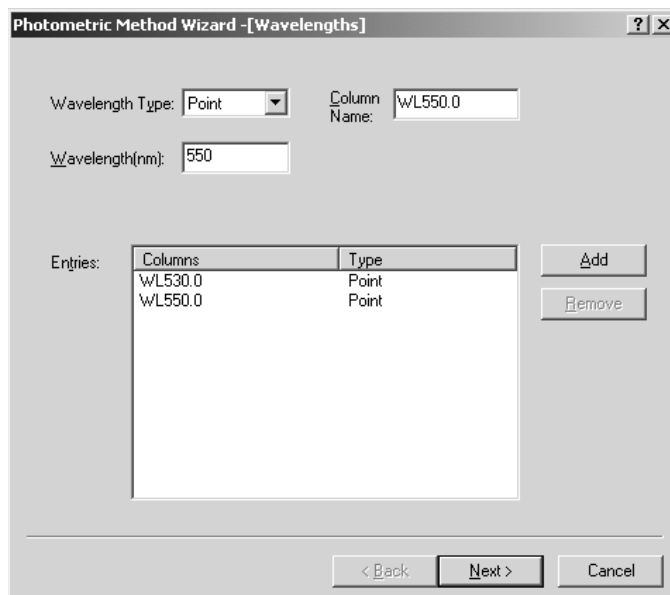 Photometric Method Wizard -[Wavelengths]
Wavelength Type: Point
Column Name: WL550.0
Wavelength(nm): 550
Entries:
Columns Type
WL530.0 Point
WL550.0 Point
Add
Remove
< Back Next > Cancel